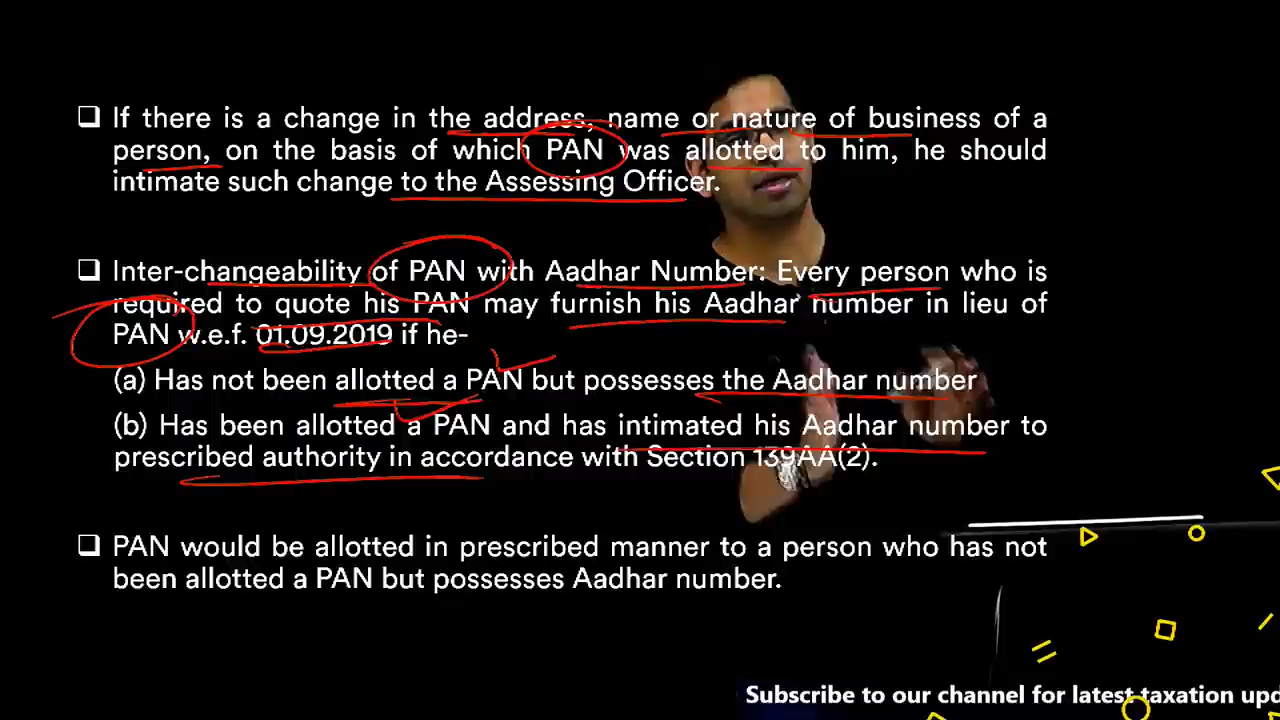 ❑ If there is a change in the address, name or nature of business of a
person, on the basis of which PAN was allotted to him, he should
intimate such change to the Assessing Officer.
❑ Inter-changeability of PAN with Aadhar Number: Every person who is
required to quote his PAN may furnish his Aadhar number in lieu of
PAN w.e.f. 01.09.2019 if he-
(a) Has not been allotted a PAN but possesses the Aadhar number
(b) Has been allotted a PAN and has intimated his Aadhar number to
prescribed authority in accordance with Section 139AA(2).
❑ PAN would be allotted in prescribed manner to a person who has not
been allotted a PAN but possesses Aadhar number.
Subscribe to our channel for latest taxation upd